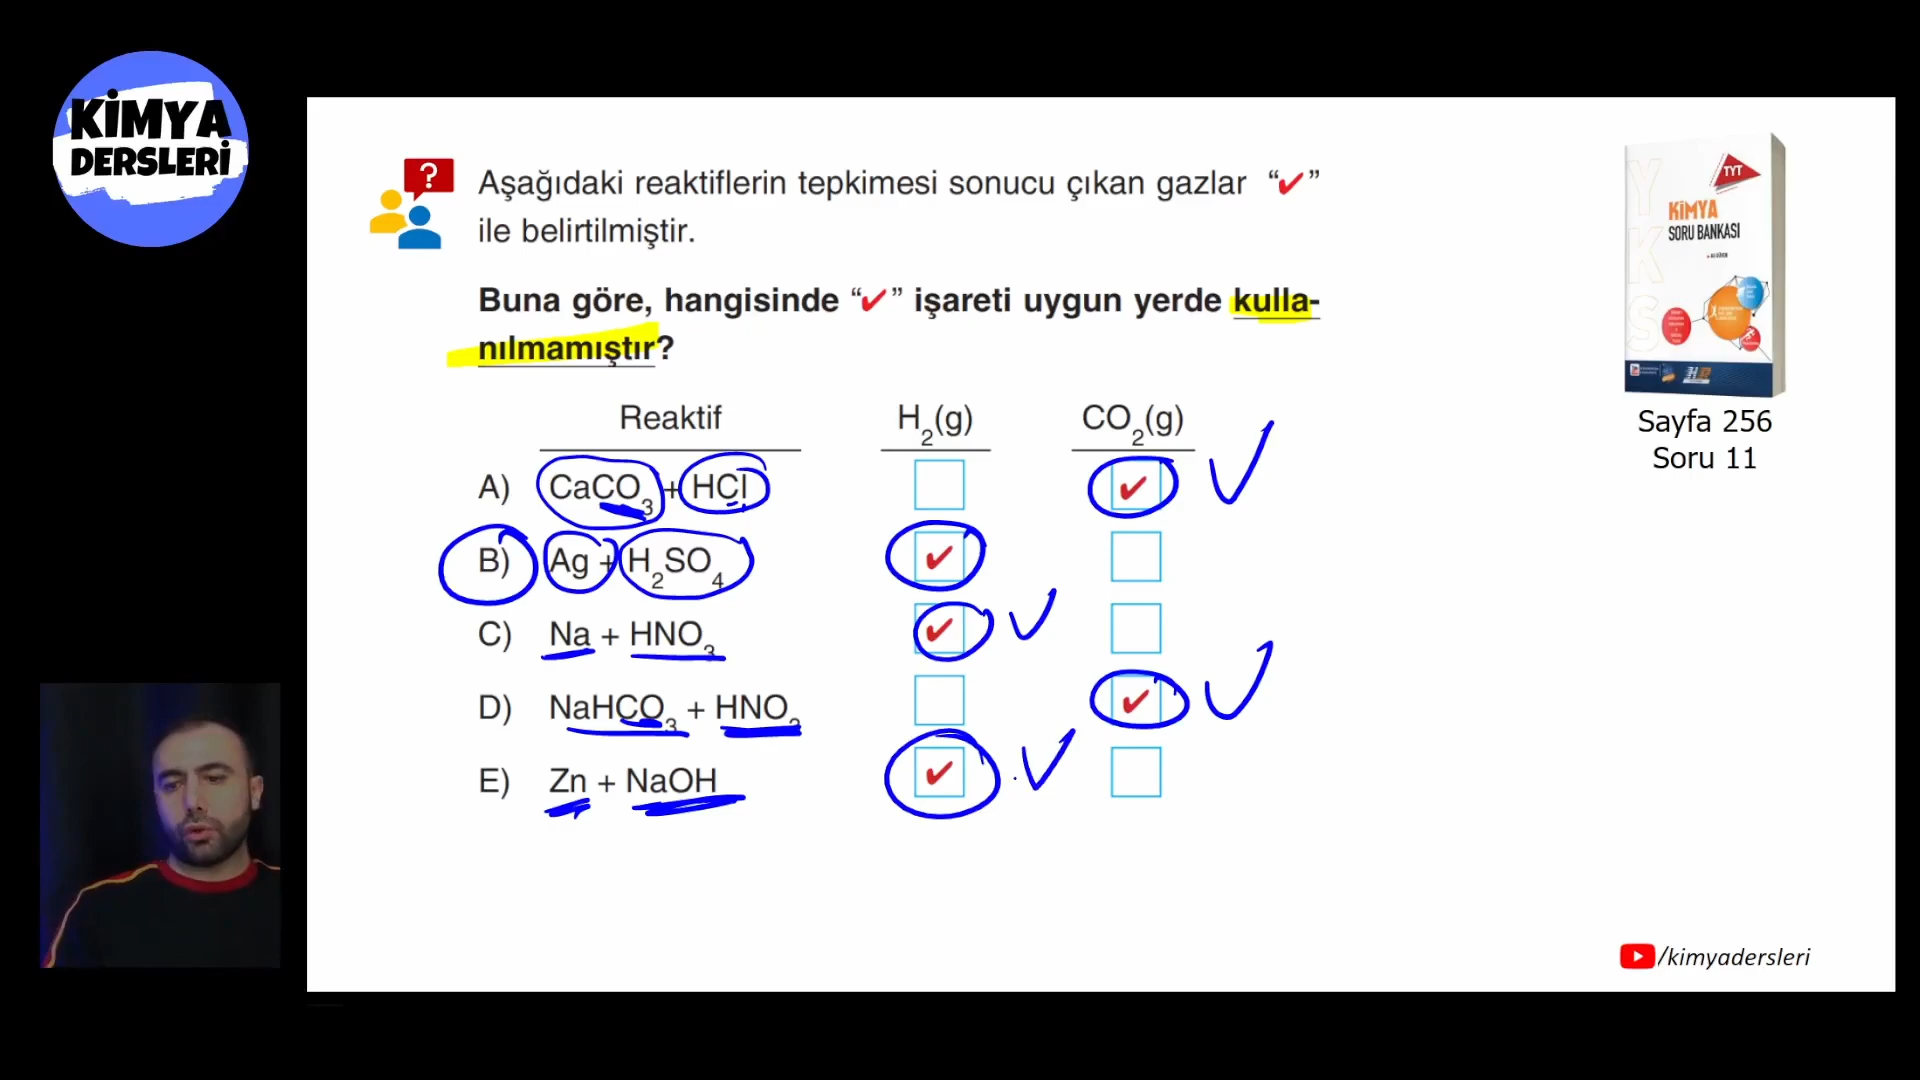 KİMYA
DERSLERİ
?
Aşağıdaki reaktiflerin tepkimesi sonucu çıkan gazlar “✔”
ile belirtilmiştir.
Buna göre, hangisinde “✔” işareti uygun yerde kulla-
nılmamıştır?
Reaktif H₂(g) CO₂(g)
A) CaCO₃ + HCl ✔
B) Ag + H₂SO₄ ✔
C) Na + HNO₃ ✔
D) NaHCO₃ + HNO₃ ✔
E) Zn + NaOH ✔
YKS
TYT
KİMYA
SORU BANKASI
Sayfa 256
Soru 11
/kimyadersleri